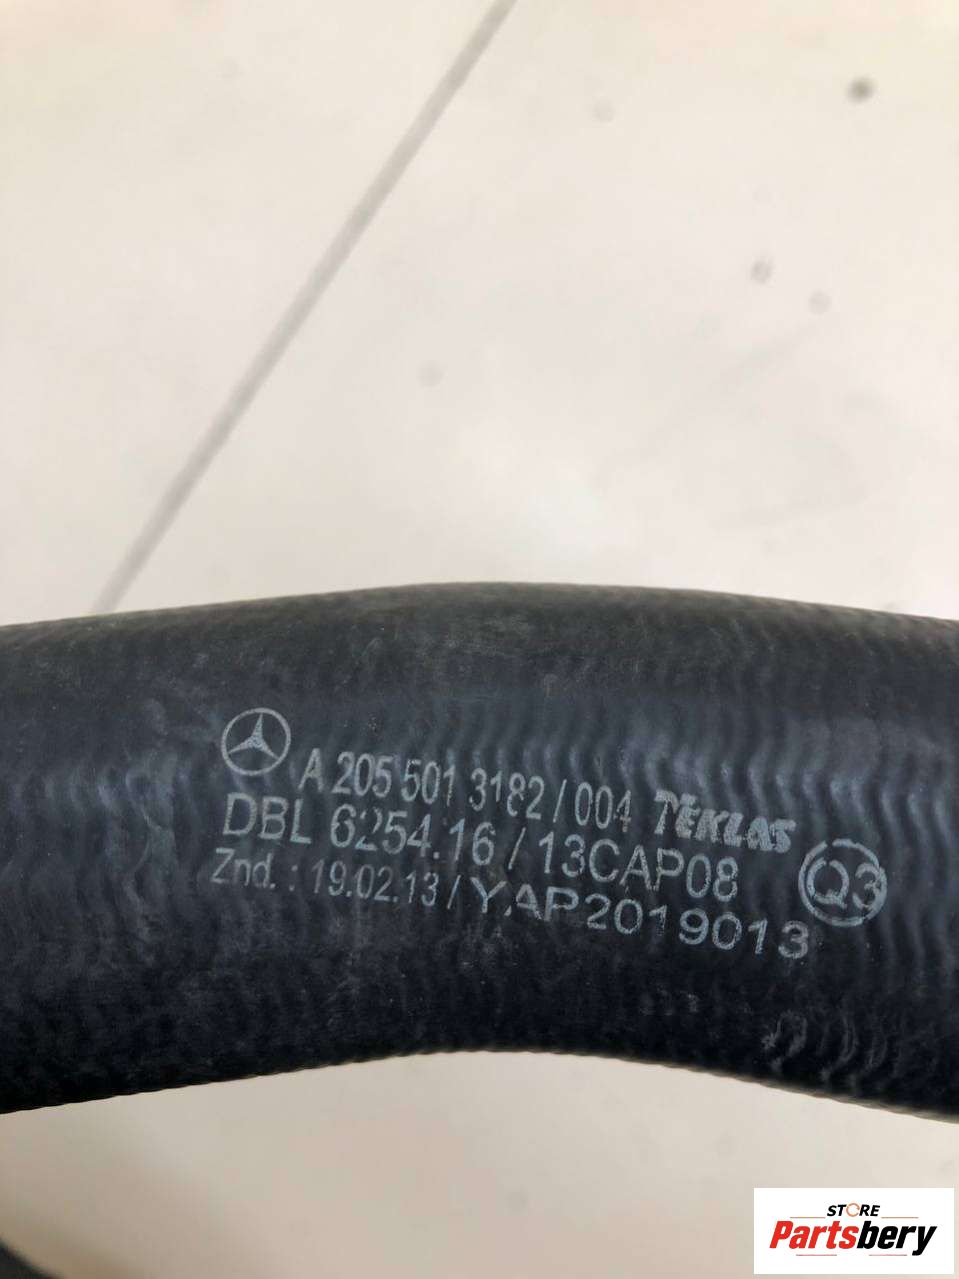 A 205 501 3182/004 TEKLAS
DBL 6254.16 / 13CAP08
Q3
Znd. : 19.02.13 / YAP2019013
STORE
Partsbery